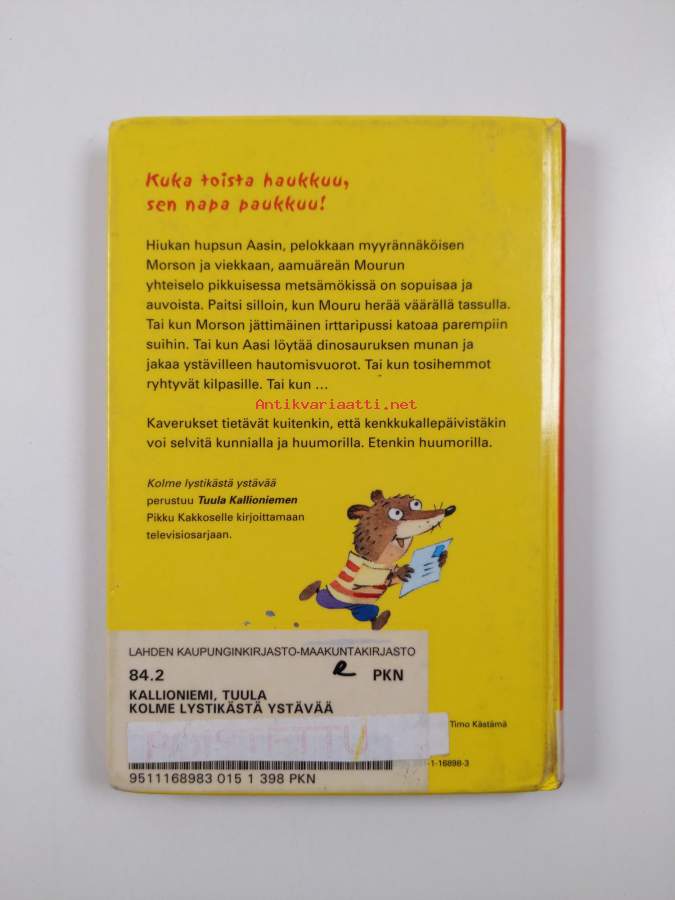 Kuka toista haukkuu,
sen napa paukkuu!
Hiukan hupsun Aasin, pelokkaan myyrännäköisen
Morson ja viekkaan, aamuäreän Mourun
yhteiselo pikkuisessa metsämökissä on sopuisaa ja
auvoista. Paitsi silloin, kun Mouru herää väärällä tassulla.
Tai kun Morson jättimäinen irttaripussi katoaa parempiin
suihin. Tai kun Aasi löytää dinosauruksen munan ja
jakaa ystävilleen hautomisvuorot. Tai kun tosihemmot
ryhtyvät kilpasille. Tai kun ...
Antikvariaatti.net
Kaverukset tietävät kuitenkin, että kenkkukallepäivistäkin
voi selvitä kunnialla ja huumorilla. Etenkin huumorilla.
Kolme lystikästä ystävää
perustuu Tuula Kallioniemen
Pikku Kakkoselle kirjoittamaan
televisiosarjaan.
LAHDEN KAUPUNGINKIRJASTO-MAAKUNTAKIRJASTO
84.2 PKN
KALLIONIEMI, TUULA
KOLME LYSTIKÄSTÄ YSTÄVÄÄ
Timo Kästämä
-1-16898-3
9511168983 015 1 398 PKN